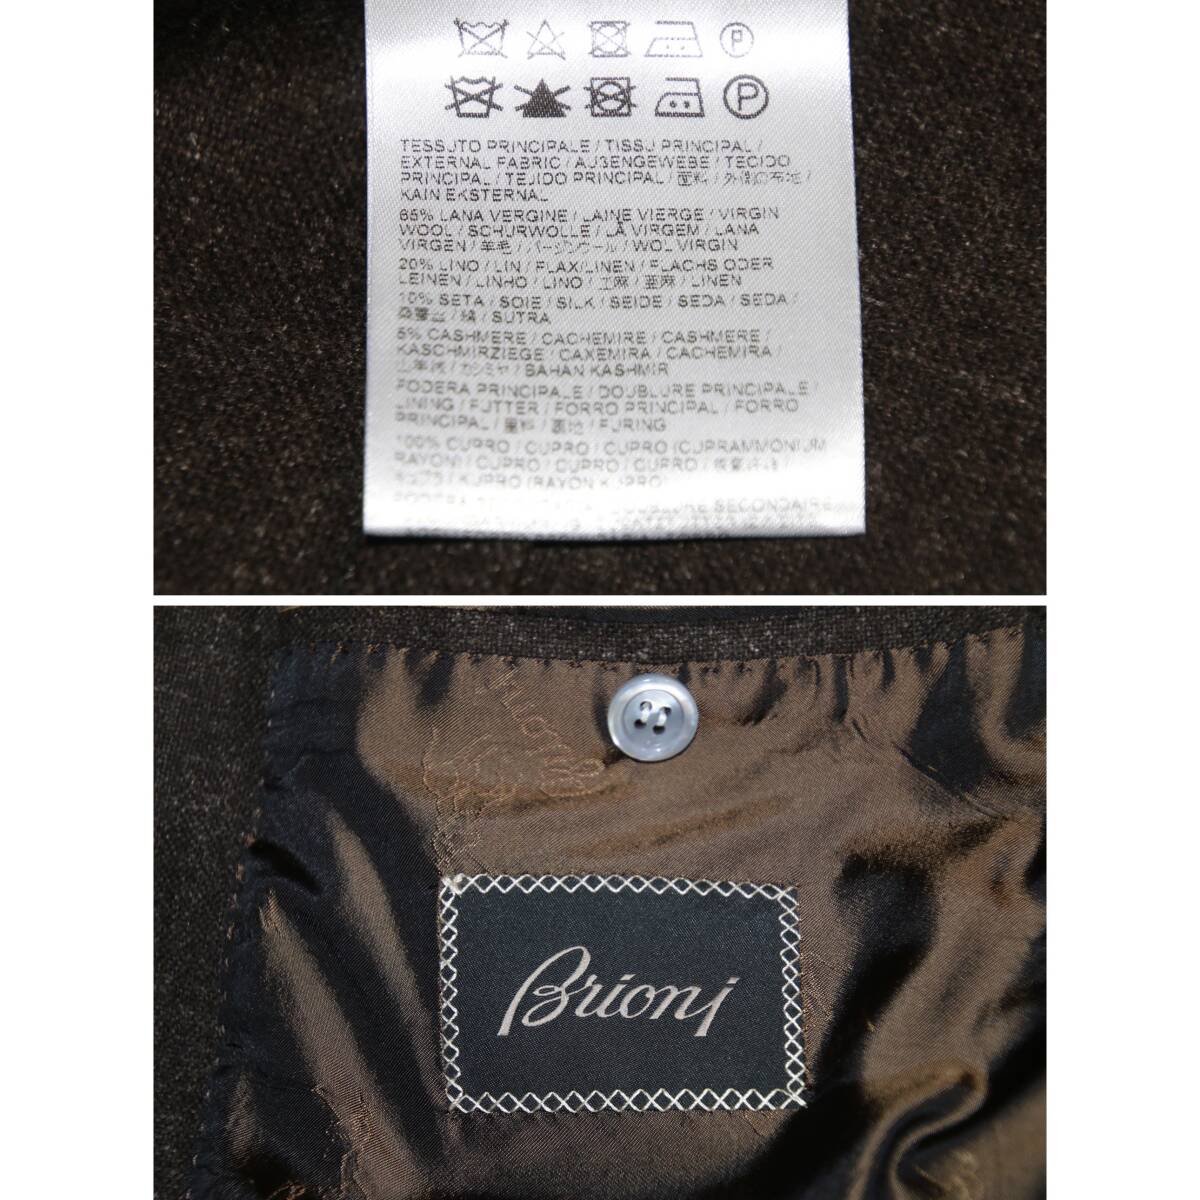 P
P
TESSUTO PRINCIPALE / TISSU PRINCIPAL /
EXTERNAL FABRIC / AUßENGEWEBE / TECIDO
PRINCIPAL / TEJIDO PRINCIPAL / 面料 / 外側の布地 /
KAIN EKSTERNAL
65% LANA VERGINE / LAINE VIERGE / VIRGIN
WOOL / SCHURWOLLE / LÃ VIRGEM / LANA
VIRGEN / 羊毛 / バージンウール / WOL VIRGIN
20% LINO / LIN / FLAX/LINEN / FLACHS ODER
LEINEN / LINHO / LINO / 亚麻 / 亜麻 / LINEN
10% SETA / SOIE / SILK / SEIDE / SEDA / SEDA /
桑蚕丝 / 絹 / SUTRA
5% CASHMERE / CACHEMIRE / CASHMERE /
KASCHMIRZIEGE / CAXEMIRA / CACHEMIRA /
山羊绒 / カシミヤ / BAHAN KASHMIR
FODERA PRINCIPALE / DOUBLURE PRINCIPALE /
LINING / FUTTER / FORRO PRINCIPAL / FORRO
PRINCIPAL / 里料 / 裏地 / FURING
100% CUPRO / CUPRO / CUPRO (CUPRAMMONIUM
RAYON) / CUPRO / CUPRO / CUPRO /
/ KUPRO (RAYON KUPRO)
SECONDAIRE
Brioni